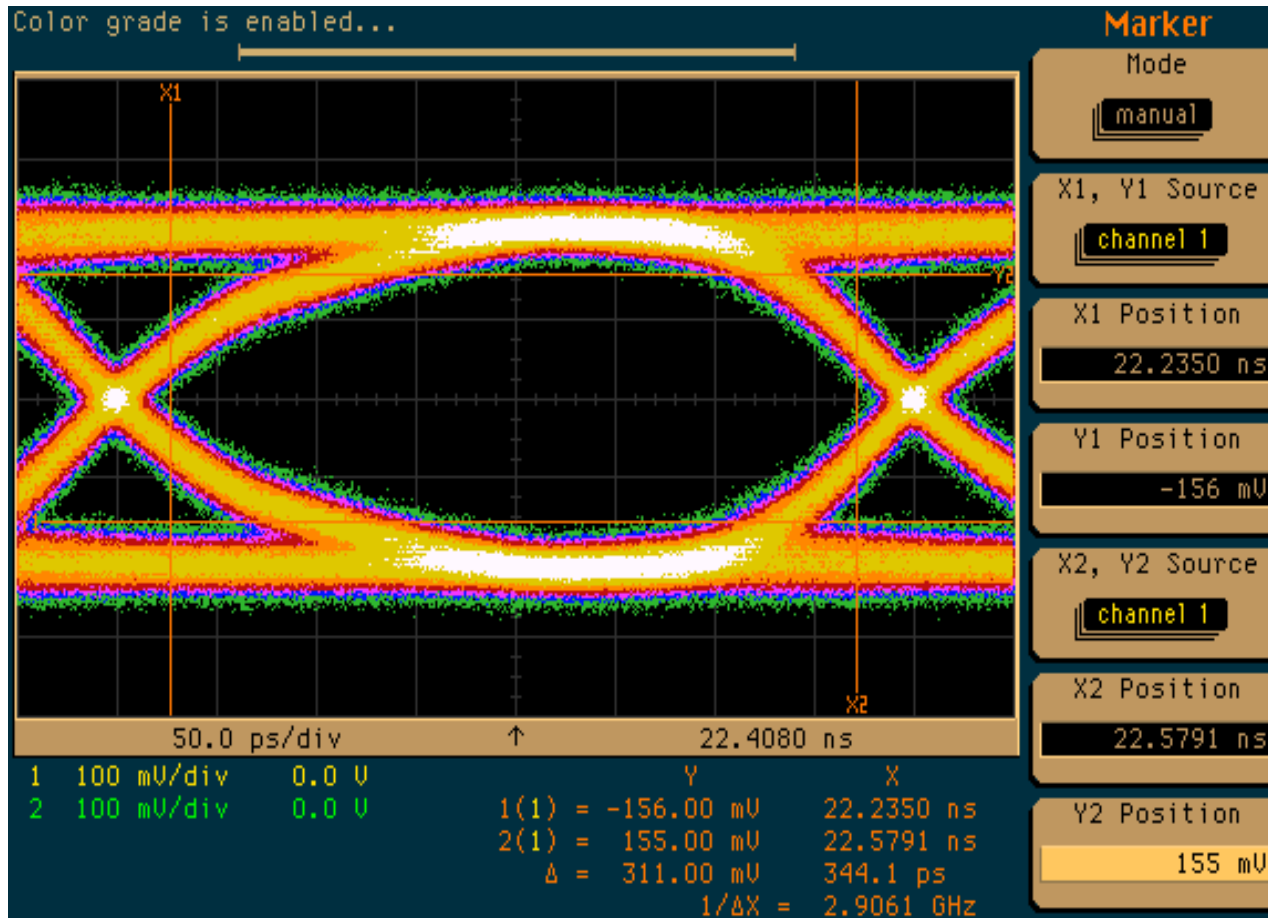 Color grade is enabled...
Marker
Mode
manual
X1, Y1 Source
channel 1
X1 Position
22.2350 ns
Y1 Position
-156 mV
X2, Y2 Source
channel 1
X2 Position
22.5791 ns
Y2 Position
155 mV
X1
Y2
X2
50.0 ps/div ↑ 22.4080 ns
1 100 mV/div 0.0 V
2 100 mV/div 0.0 V
Y X
1(1) = -156.00 mV 22.2350 ns
2(1) = 155.00 mV 22.5791 ns
Δ = 311.00 mV 344.1 ps
1/ΔX = 2.9061 GHz